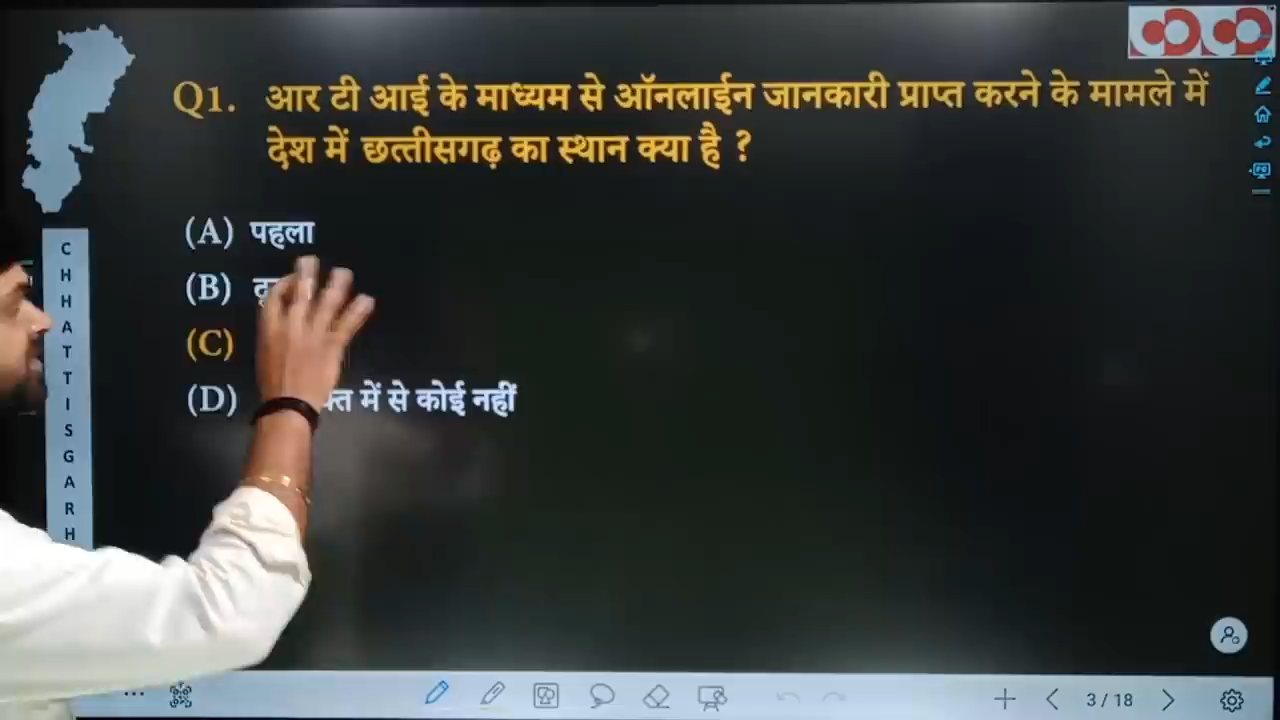 Q1. आर टी आई के माध्यम से ऑनलाईन जानकारी प्राप्त करने के मामले में
देश में छत्तीसगढ़ का स्थान क्या है ?
(A) पहला
(B)
(C)
(D) में से कोई नहीं
CHHATTISGARH
3 / 18